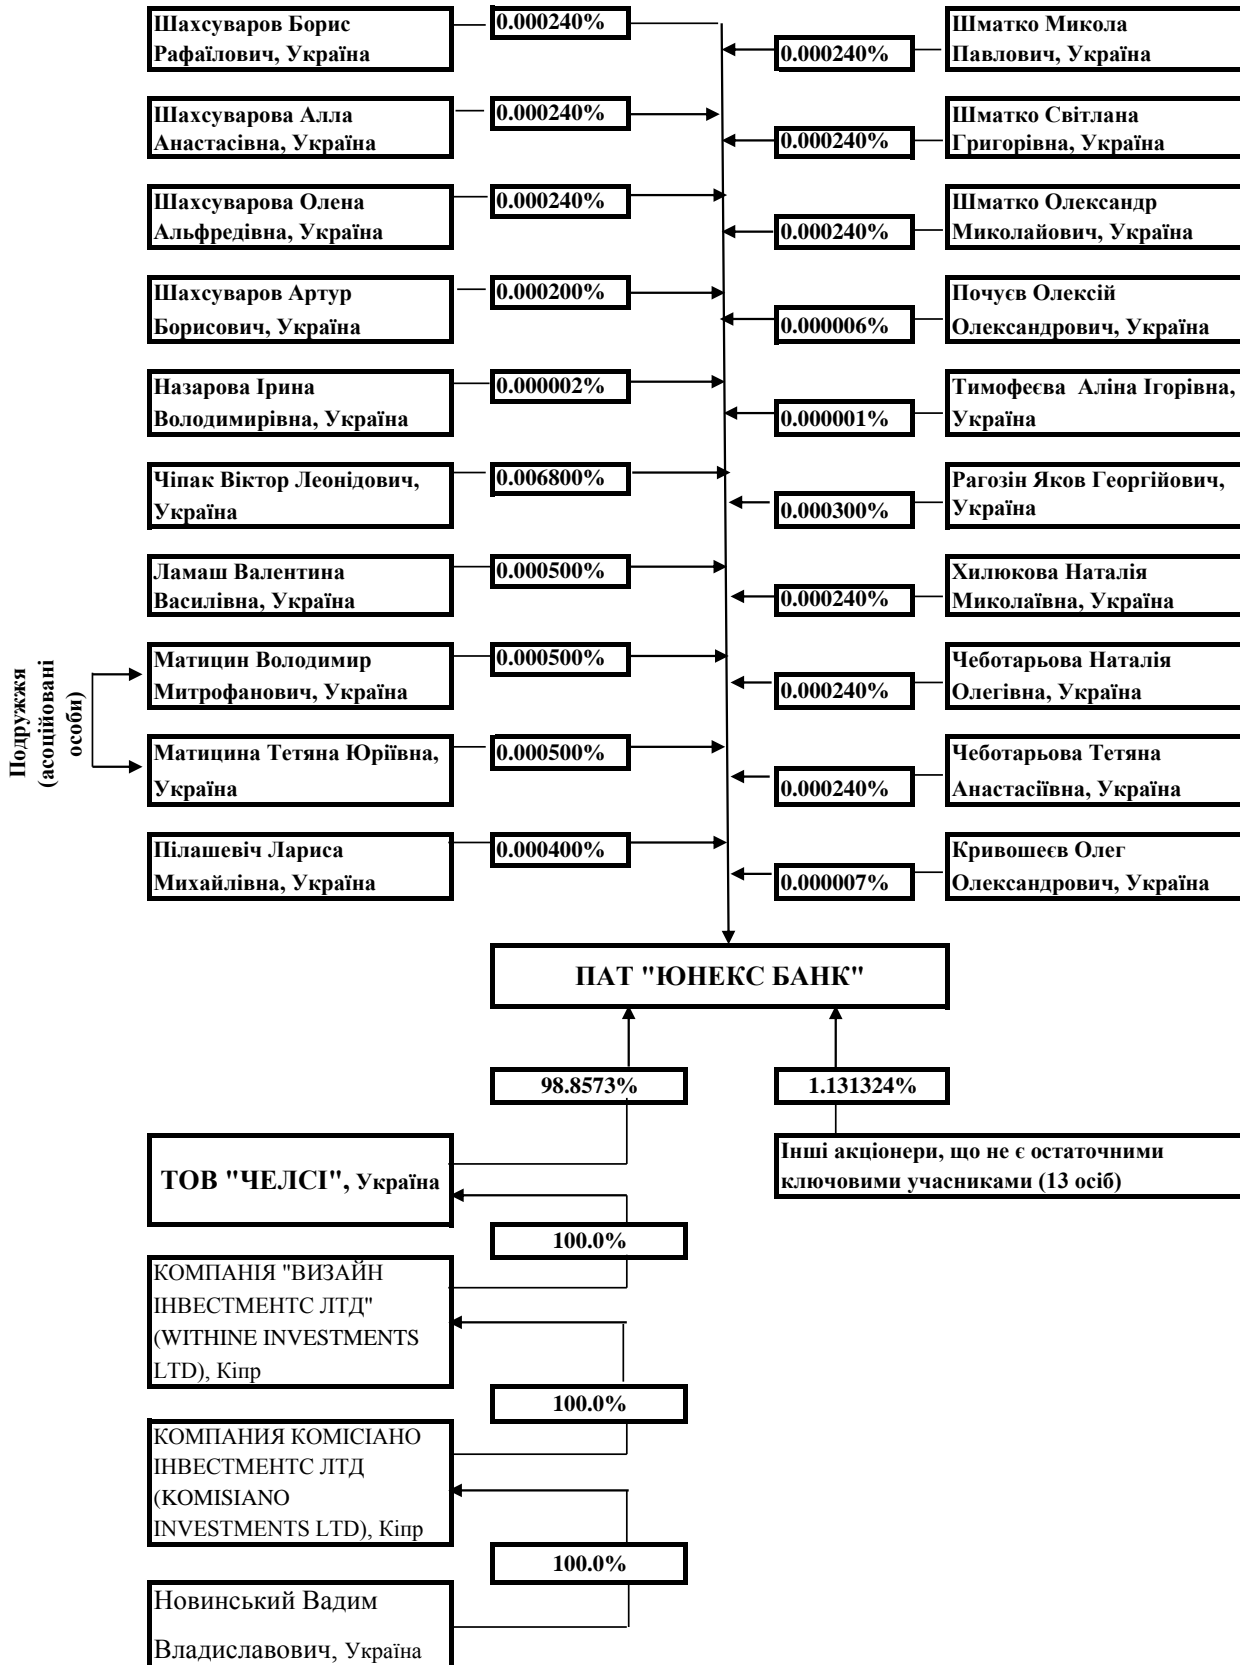 Шахсуваров Борис
Рафаїлович, Україна
0.000240%
Шматко Микола
Павлович, Україна
0.000240%
Шахсуварова Алла
Анастасівна, Україна
0.000240%
Шматко Світлана
Григорівна, Україна
0.000240%
Шахсуварова Олена
Альфредівна, Україна
0.000240%
Шматко Олександр
Миколайович, Україна
0.000240%
Шахсуваров Артур
Борисович, Україна
0.000200%
Почуєв Олексій
Олександрович, Україна
0.000006%
Назарова Ірина
Володимирівна, Україна
0.000002%
Тимофеєва Аліна Ігорівна,
Україна
0.000001%
Чіпак Віктор Леонідович,
Україна
0.006800%
Рагозін Яков Георгійович,
Україна
0.000300%
Ламаш Валентина
Василівна, Україна
0.000500%
Хилюкова Наталія
Миколаївна, Україна
0.000240%
Подружжя
(асоційовані
особи)
Матицин Володимир
Митрофанович, Україна
0.000500%
Чеботарьова Наталія
Олегівна, Україна
0.000240%
Матицина Тетяна Юріївна,
Україна
0.000500%
Чеботарьова Тетяна
Анастасіївна, Україна
0.000240%
Пілашевіч Лариса
Михайлівна, Україна
0.000400%
Кривошеєв Олег
Олександрович, Україна
0.000007%
ПАТ "ЮНЕКС БАНК"
98.8573%
1.131324%
ТОВ "ЧЕЛСІ", Україна
Інші акціонери, що не є остаточними
ключовими учасниками (13 осіб)
100.0%
КОМПАНІЯ "ВИЗАЙН
ІНВЕСТМЕНТС ЛТД"
(WITHINE INVESTMENTS
LTD), Кіпр
100.0%
КОМПАНИЯ КОМІСІАНО
ІНВЕСТМЕНТС ЛТД
(KOMISIANO
INVESTMENTS LTD), Кіпр
100.0%
Новинський Вадим
Владиславович, Україна